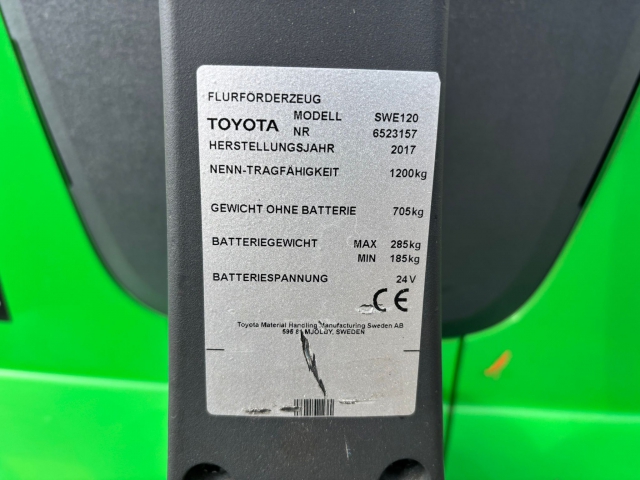 FLURFÖRDERZEUG
TOYOTA MODELL SWE120
NR 6523157
HERSTELLUNGSJAHR 2017
NENN-TRAGFÄHIGKEIT 1200kg
GEWICHT OHNE BATTERIE 705kg
BATTERIEGEWICHT MAX 285kg
MIN 185kg
BATTERIESPANNUNG 24V
CE
Toyota Material Handling Manufacturing Sweden AB
MJÖLBY, SWEDEN